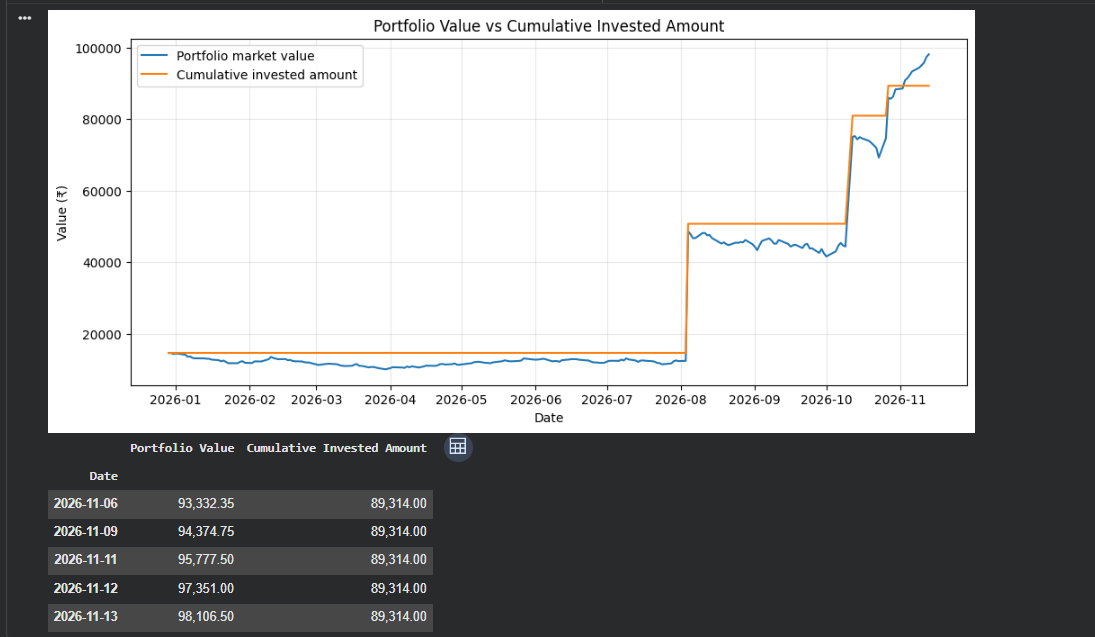 •••
Portfolio Value vs Cumulative Invested Amount
100000
80000
60000
40000
20000
Value (₹)
Portfolio market value
Cumulative invested amount
2026-01 2026-02 2026-03 2026-04 2026-05 2026-06 2026-07 2026-08 2026-09 2026-10 2026-11
Date
Portfolio Value Cumulative Invested Amount
Date
2026-11-06 93,332.35 89,314.00
2026-11-09 94,374.75 89,314.00
2026-11-11 95,777.50 89,314.00
2026-11-12 97,351.00 89,314.00
2026-11-13 98,106.50 89,314.00